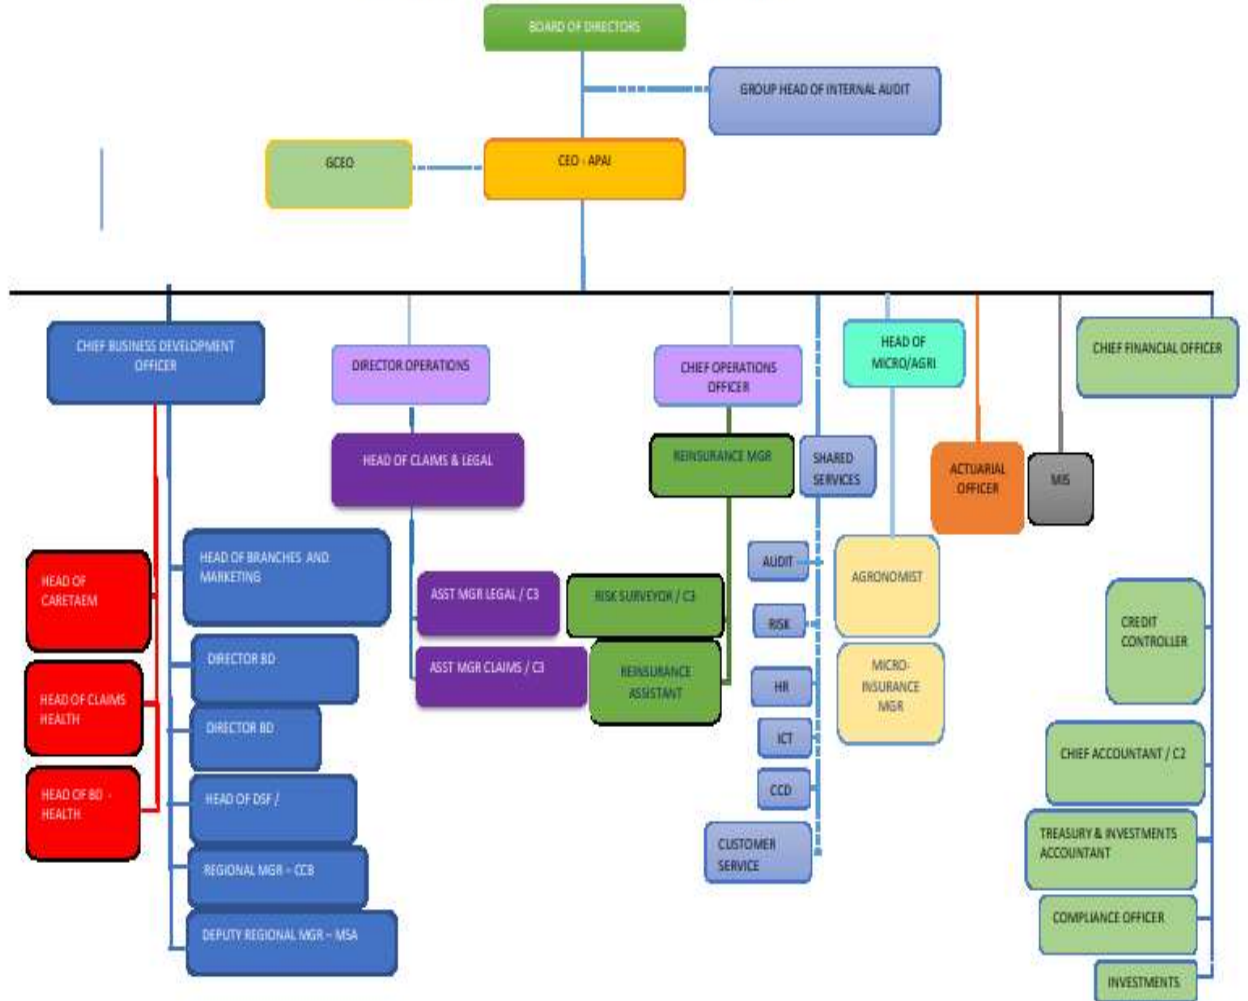 BOARD OF DIRECTORS
GROUP HEAD OF INTERNAL AUDIT
GCEO
CEO - APAI
CHIEF BUSINESS DEVELOPMENT
OFFICER
DIRECTOR OPERATIONS
CHIEF OPERATIONS
OFFICER
HEAD OF
MICRO/AGRI
CHIEF FINANCIAL OFFICER
HEAD OF CLAIMS & LEGAL
REINSURANCE MGR
SHARED
SERVICES
ACTUARIAL
OFFICER
MIS
HEAD OF
CARETAEM
HEAD OF CLAIMS
HEALTH
HEAD OF BD -
HEALTH
HEAD OF BRANCHES AND
MARKETING
DIRECTOR BD
DIRECTOR BD
HEAD OF DSF /
REGIONAL MGR – CCB
DEPUTY REGIONAL MGR – MSA
ASST MGR LEGAL / C3
ASST MGR CLAIMS / C3
RISK SURVEYOR / C3
REINSURANCE
ASSISTANT
AUDIT
RISK
HR
ICT
CCD
CUSTOMER
SERVICE
AGRONOMIST
MICRO-
INSURANCE
MGR
CREDIT
CONTROLLER
CHIEF ACCOUNTANT / C2
TREASURY & INVESTMENTS
ACCOUNTANT
COMPLIANCE OFFICER
INVESTMENTS